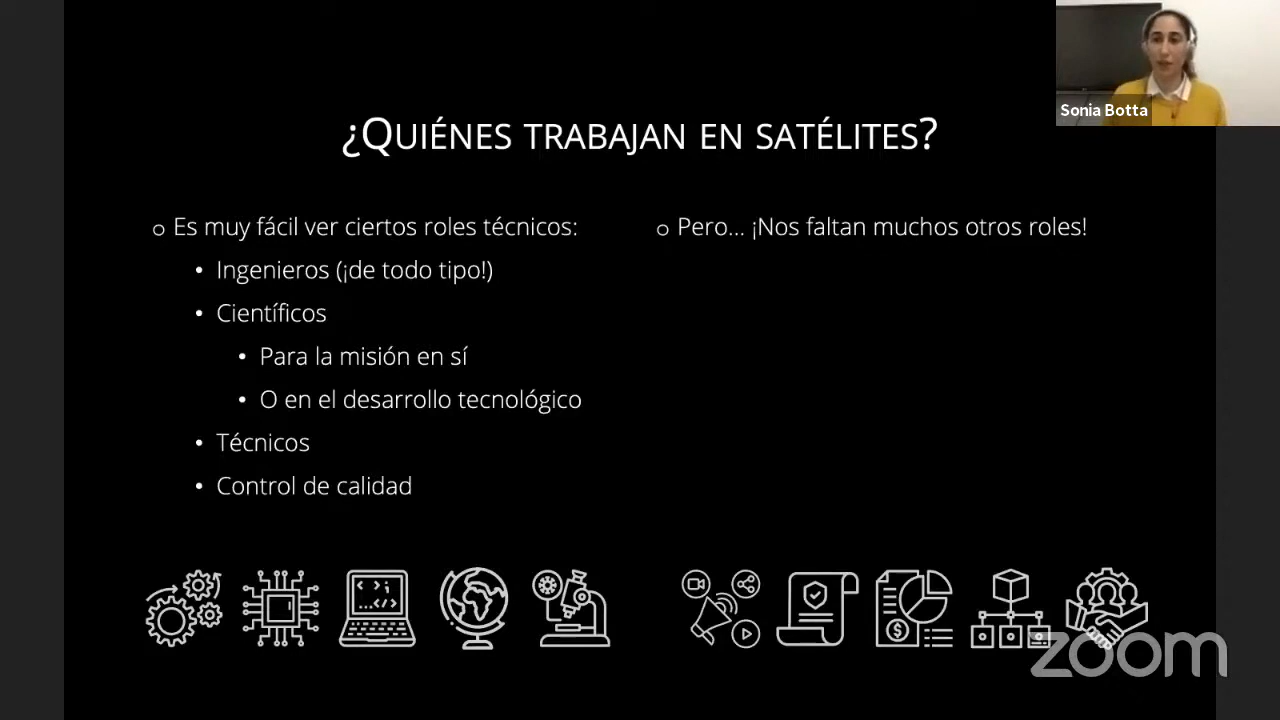 Sonia Botta
¿Quiénes trabajan en satélites?
Es muy fácil ver ciertos roles técnicos:
Ingenieros (¡de todo tipo!)
Científicos
Para la misión en sí
O en el desarrollo tecnológico
Técnicos
Control de calidad
Pero... ¡Nos faltan muchos otros roles!
zoom